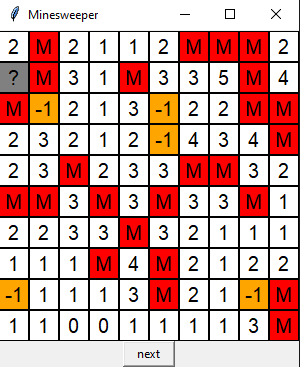 Minesweeper
2 M 2 1 1 2 M M M 2
? M 3 1 M 3 3 5 M 4
M -1 2 1 3 -1 2 2 M M
2 3 2 1 2 -1 4 3 4 M
2 3 M 2 3 3 M M 3 2
M M 3 M 3 M 3 3 M 1
2 2 3 3 M 3 2 1 1 1
1 1 1 M 4 M 2 1 2 2
-1 1 1 1 3 M 2 1 -1 M
1 1 0 0 1 1 1 1 3 M
next